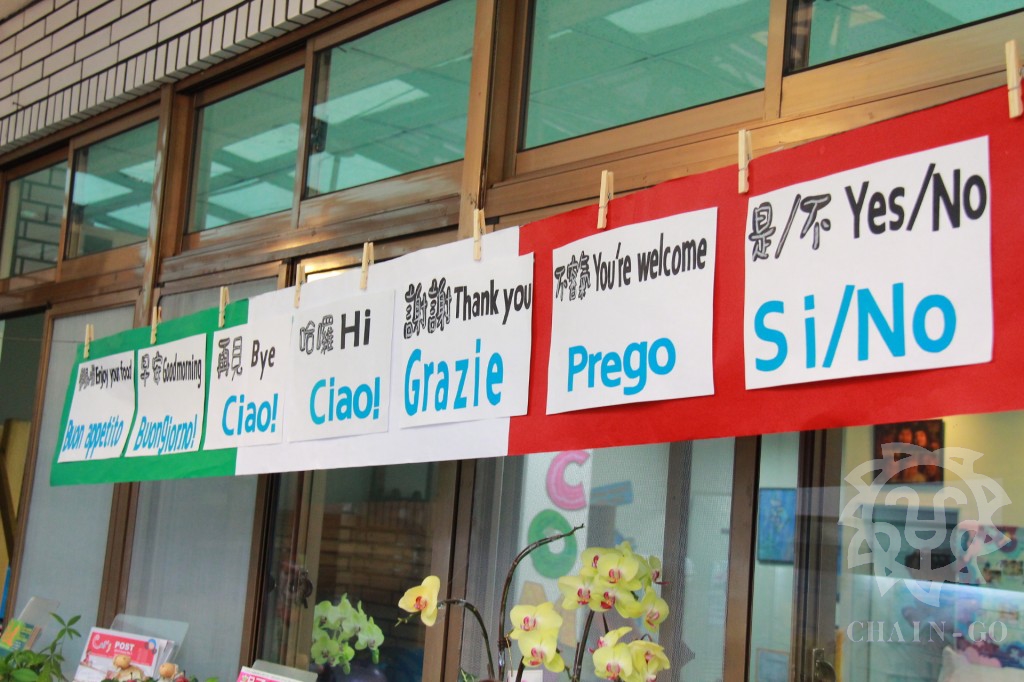 Enjoy your food
Buon appetito
早安 Good morning
Buongiorno!
再見 Bye
Ciao!
哈囉 Hi
Ciao!
謝謝 Thank you
Grazie
不客氣 You're welcome
Prego
是/不 Yes/No
Si/No
CO
POST
CHAIN-GO